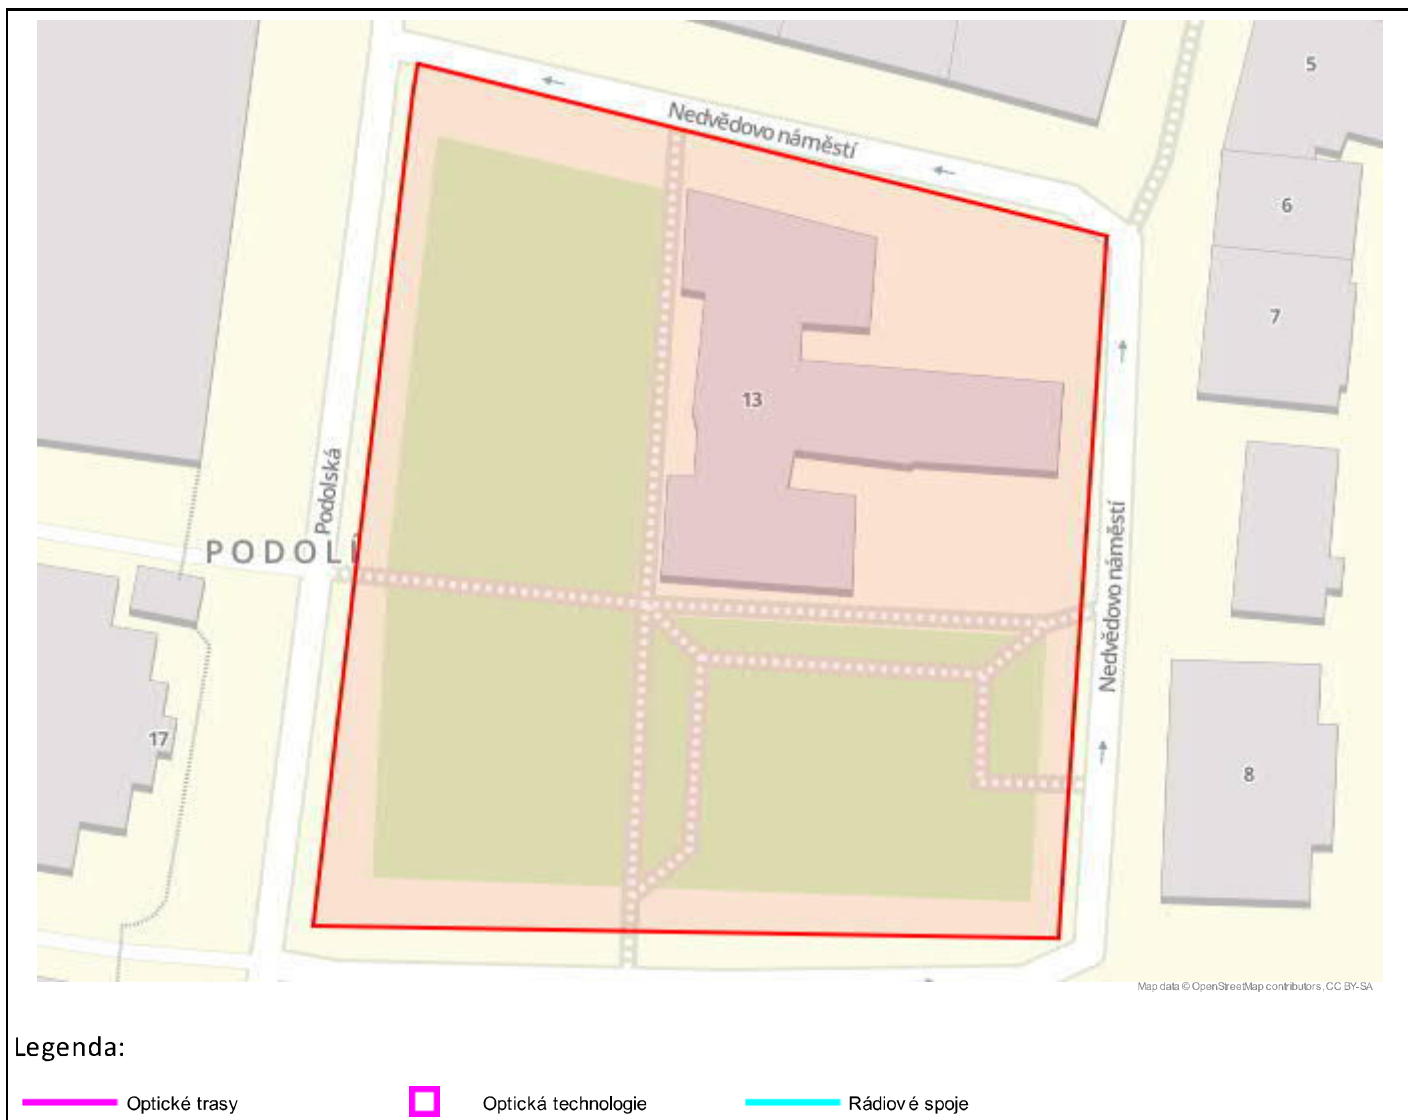 5
Nedvědovo náměstí
6
7
13
Podolská
PODOLÍ
Nedvědovo náměstí
17
8
Map data © OpenStreetMap contributors, CC BY-SA
Legenda:
Optické trasy
Optická technologie
Rádiové spoje